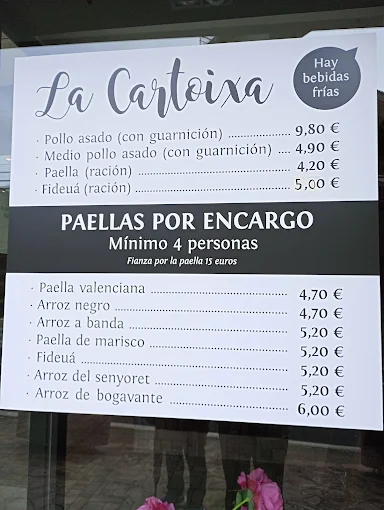 La Cartoixa
Hay
bebidas
frías
· Pollo asado (con guarnición) .................. 9,80 €
· Medio pollo asado (con guarnición) .... 4,90 €
· Paella (ración) ........................................ 4,20 €
· Fideuá (ración) ........................................ 5,00 €
PAELLAS POR ENCARGO
Mínimo 4 personas
Fianza por la paella 15 euros
· Paella valenciana .................................... 4,70 €
· Arroz negro ............................................. 4,70 €
· Arroz a banda .......................................... 5,20 €
· Paella de marisco .................................... 5,20 €
· Fideuá ...................................................... 5,20 €
· Arroz del senyoret ................................... 5,20 €
· Arroz de bogavante ................................. 6,00 €